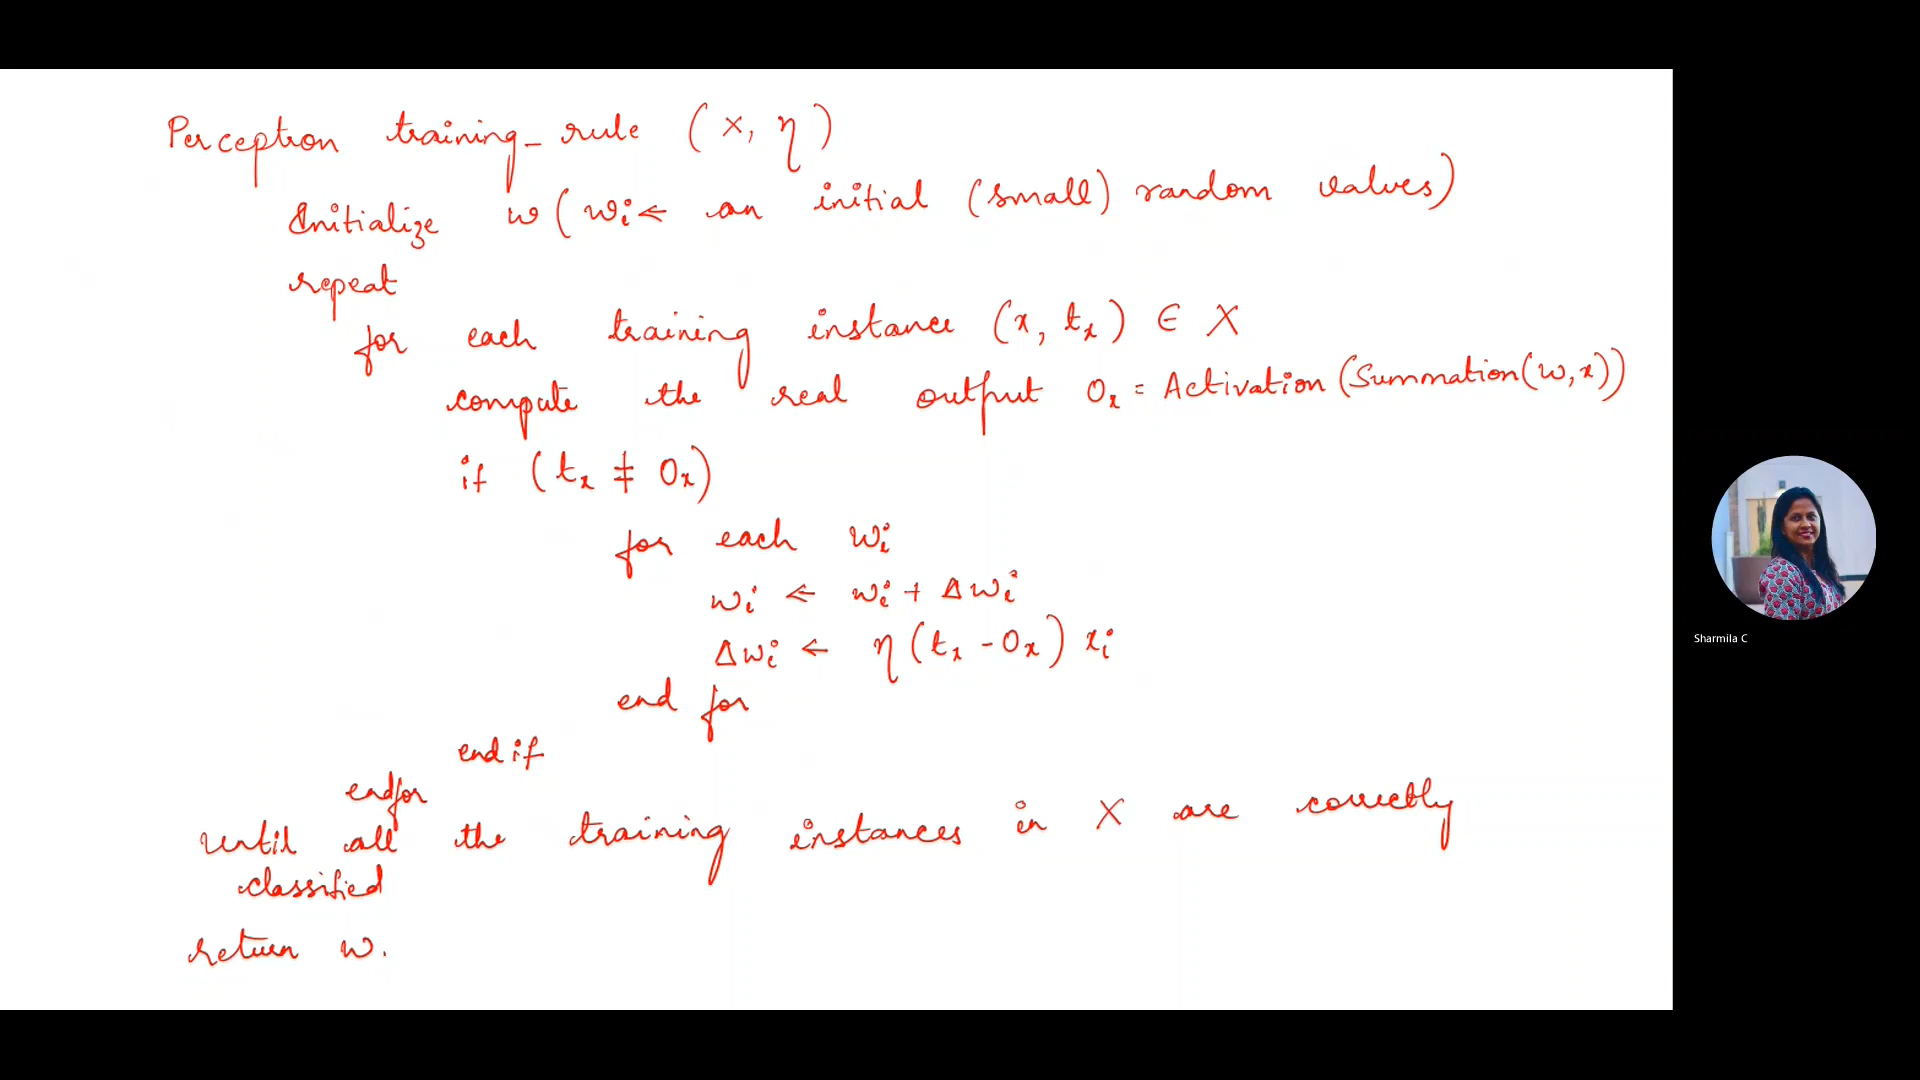 Perception training_rule (X, η)
Initialize w (wi ← an initial (small) random values)
repeat
for each training instance (x, tx) ∈ X
compute the real output Ox = Activation (Summation(w, x))
if (tx ≠ Ox)
for each wi
wi ← wi + Δwi
Δwi ← η(tx - Ox) xi
end for
end if
endfor
Until all the training instances in X are correctly
classified
return w.
Sharmila C